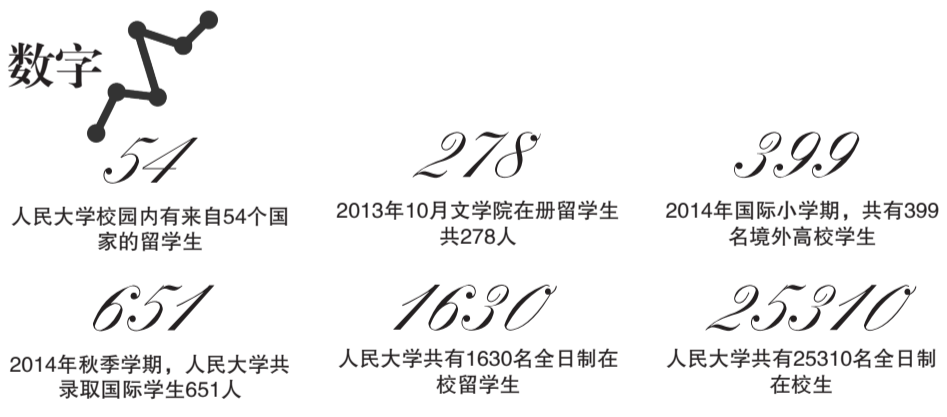 数字
54
人民大学校园内有来自54个国
家的留学生
278
2013年10月文学院在册留学生
共278人
399
2014年国际小学期，共有399
名境外高校学生
651
2014年秋季学期，人民大学共
录取国际学生651人
1630
人民大学共有1630名全日制在
校留学生
25310
人民大学共有25310名全日制
在校生